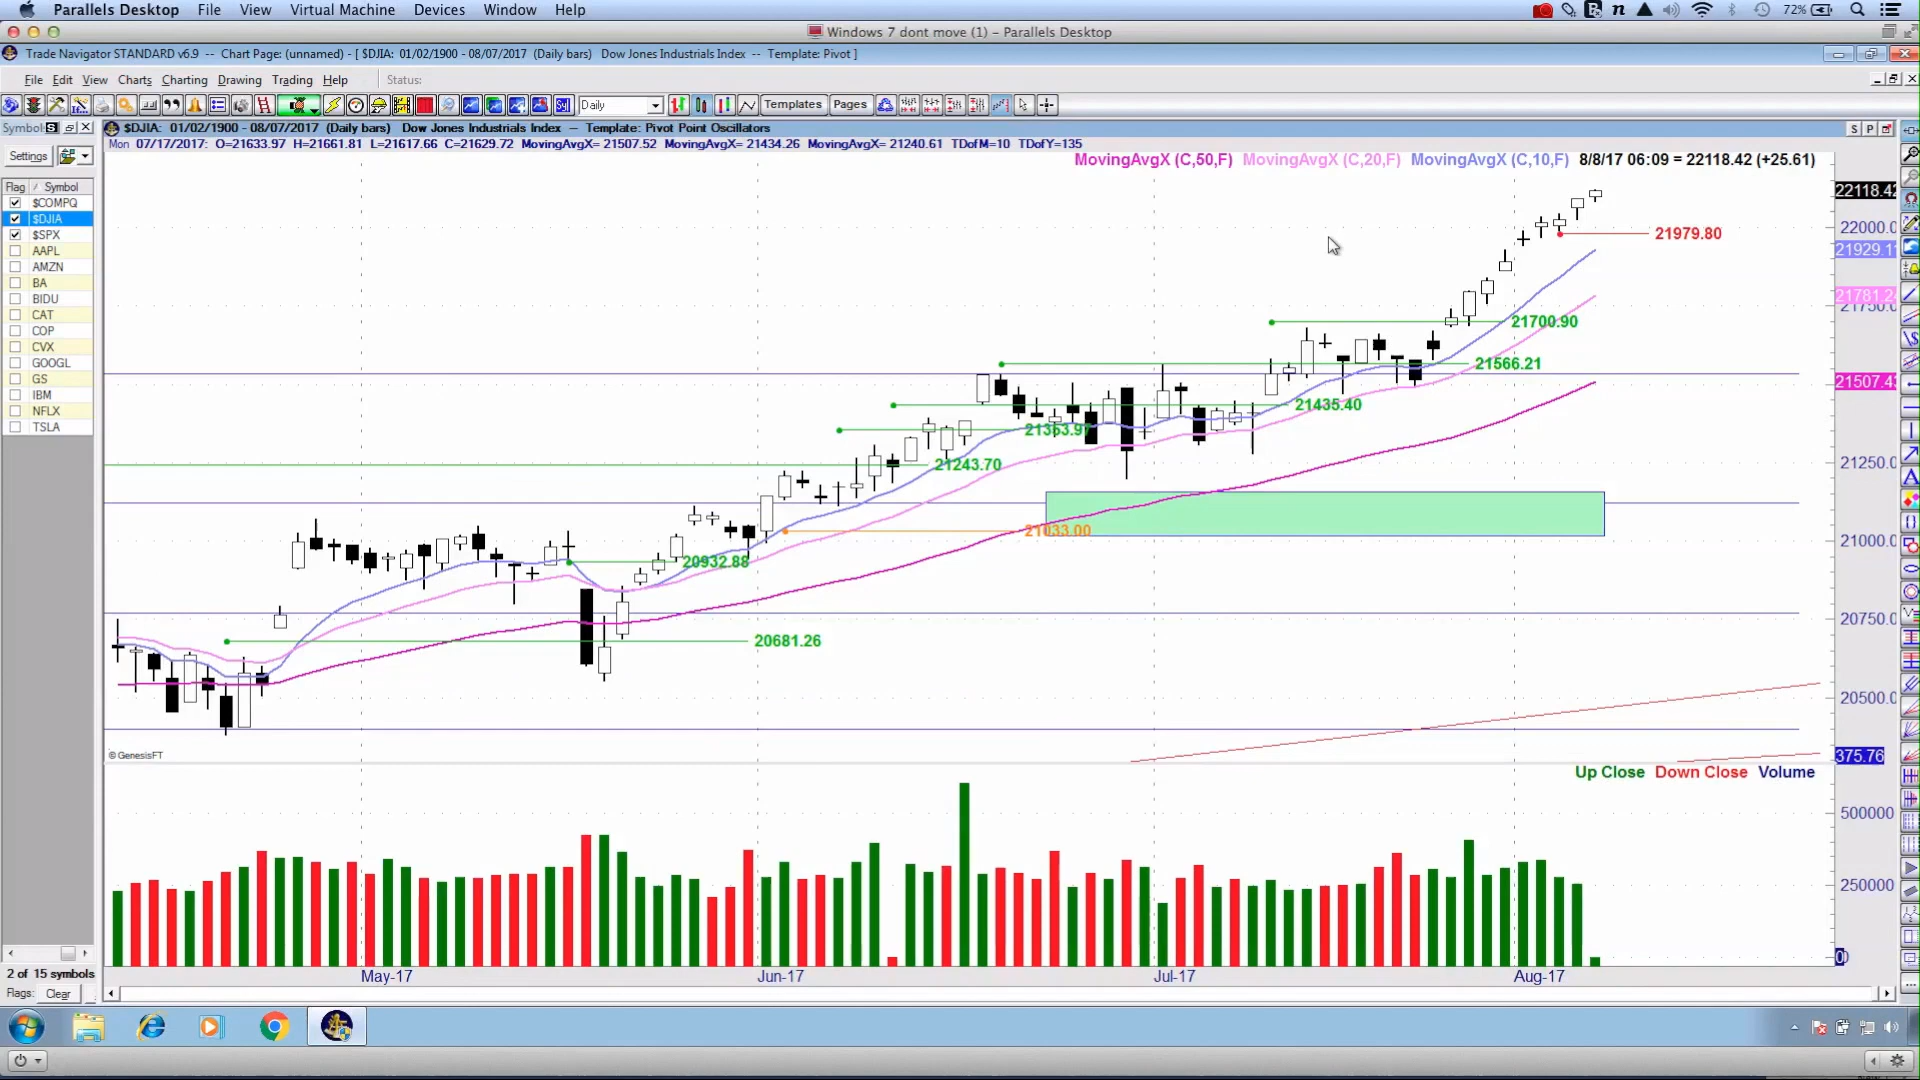 Parallels Desktop File View Virtual Machine Devices Window Help 72%
Windows 7 dont move (1) - Parallels Desktop
Trade Navigator STANDARD v6.9 -- Chart Page: (unnamed) - [ $DJIA: 01/02/1900 - 08/07/2017 (Daily bars) Dow Jones Industrials Index -- Template: Pivot ]
File Edit View Charts Charting Drawing Trading Help Status:
Daily Templates Pages
Symbol
$DJIA: 01/02/1900 - 08/07/2017 (Daily bars) Dow Jones Industrials Index -- Template: Pivot Point Oscillators S P
Mon 07/17/2017: O=21633.97 H=21661.81 L=21617.66 C=21629.72 MovingAvgX= 21507.52 MovingAvgX= 21434.26 MovingAvgX= 21240.61 TDofM=10 TDofY=135
Settings
MovingAvgX (C,50,F) MovingAvgX (C,20,F) MovingAvgX (C,10,F) 8/8/17 06:09 = 22118.42 (+25.61)
Flag Symbol
$COMPQ
$DJIA
$SPX
AAPL
AMZN
BA
BIDU
CAT
COP
CVX
GOOGL
GS
IBM
NFLX
TSLA
22118.42
22000.0
21979.80
21929.11
21781.2
21750.0
21700.90
21566.21
21507.43
21435.40
21353.97
21250.0
21243.70
21033.00
21000.0
20932.88
20750.0
20681.26
20500.0
© GenesisFT
375.76
Up Close Down Close Volume
500000
250000
0
2 of 15 symbols
May-17 Jun-17 Jul-17 Aug-17
Flags: Clear